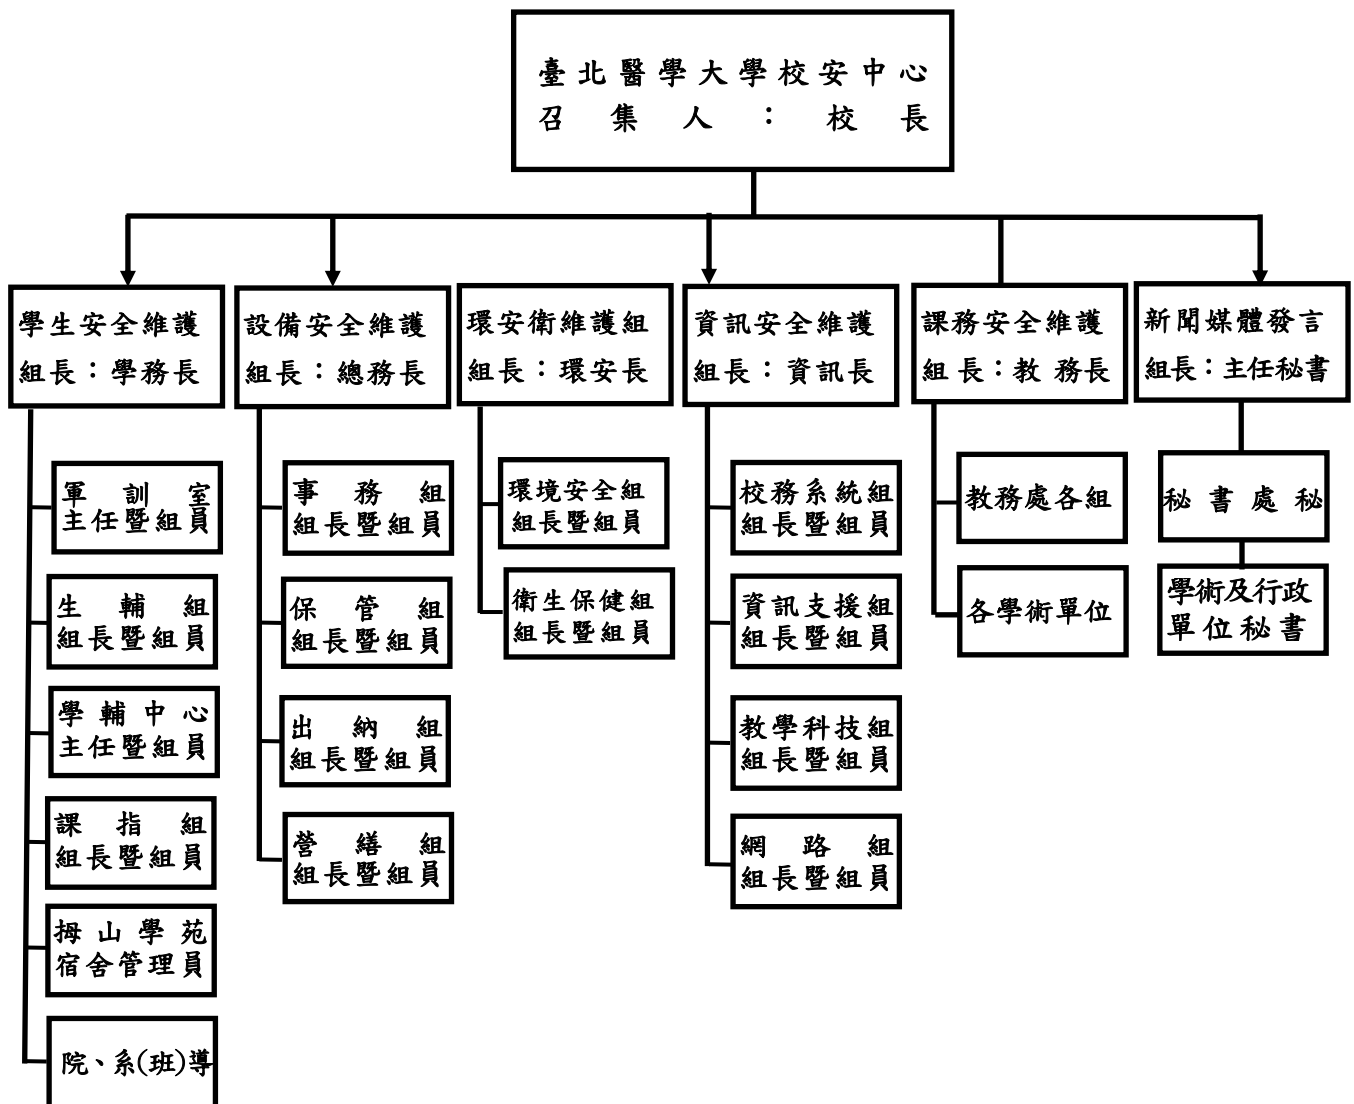 臺北醫學大學校安中心
召集人：校長
學生安全維護
組長：學務長
設備安全維護
組長：總務長
環安衛維護組
組長：環安長
資訊安全維護
組長：資訊長
課務安全維護
組長：教務長
新聞媒體發言
組長：主任秘書
軍訓室
主任暨組員
生輔組
組長暨組員
學輔中心
主任暨組員
課指組
組長暨組員
拇山學苑
宿舍管理員
院、系(班)導
事務組
組長暨組員
保管組
組長暨組員
出納組
組長暨組員
營繕組
組長暨組員
環境安全組
組長暨組員
衛生保健組
組長暨組員
校務系統組
組長暨組員
資訊支援組
組長暨組員
教學科技組
組長暨組員
網路組
組長暨組員
教務處各組
各學術單位
秘書處秘
學術及行政
單位秘書